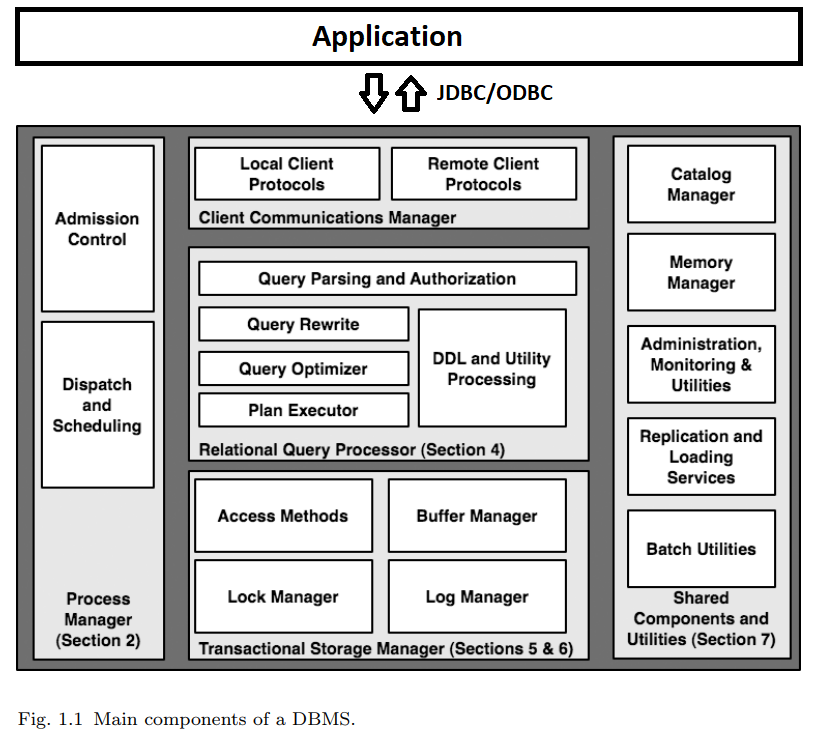 Application
JDBC/ODBC
Admission
Control
Dispatch
and
Scheduling
Process
Manager
(Section 2)
Local Client
Protocols
Remote Client
Protocols
Client Communications Manager
Query Parsing and Authorization
Query Rewrite
Query Optimizer
Plan Executor
DDL and Utility
Processing
Relational Query Processor (Section 4)
Access Methods
Buffer Manager
Lock Manager
Log Manager
Transactional Storage Manager (Sections 5 & 6)
Catalog
Manager
Memory
Manager
Administration,
Monitoring &
Utilities
Replication and
Loading
Services
Batch Utilities
Shared
Components and
Utilities (Section 7)
Fig. 1.1 Main components of a DBMS.